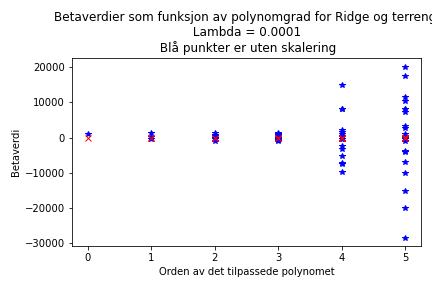 Betaverdier som funksjon av polynomgrad for Ridge og terreng
Lambda = 0.0001
Blå punkter er uten skalering
20000
10000
0
−10000
−20000
−30000
Betaverdi
0 1 2 3 4 5
Orden av det tilpassede polynomet